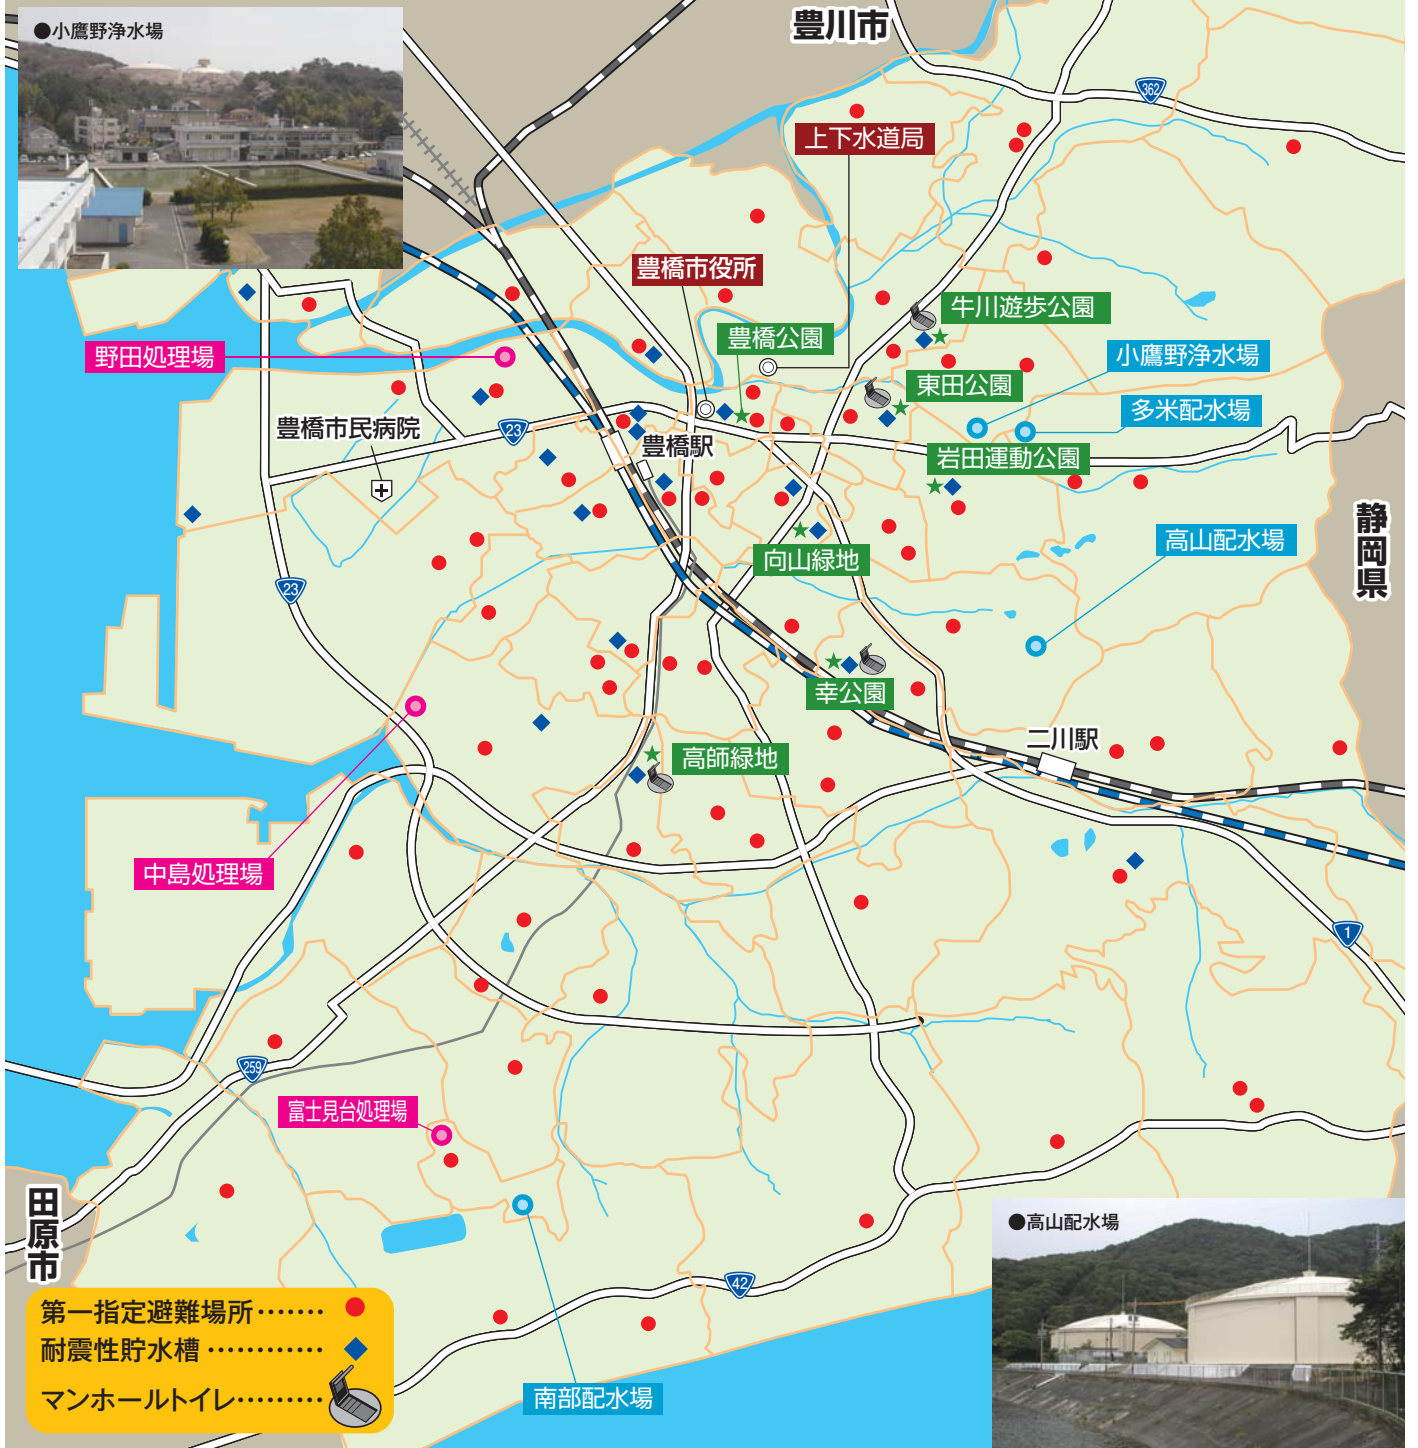 ●小鷹野浄水場
豊川市
362
上下水道局
豊橋市役所
牛川遊歩公園
豊橋公園
野田処理場
小鷹野浄水場
東田公園
多米配水場
豊橋市民病院
23
豊橋駅
岩田運動公園
静岡県
高山配水場
向山緑地
23
幸公園
二川駅
高師緑地
中島処理場
1
259
富士見台処理場
田原市
●高山配水場
42
第一指定避難場所‥‥‥
耐震性貯水槽‥‥‥‥‥
マンホールトイレ‥‥‥‥
南部配水場